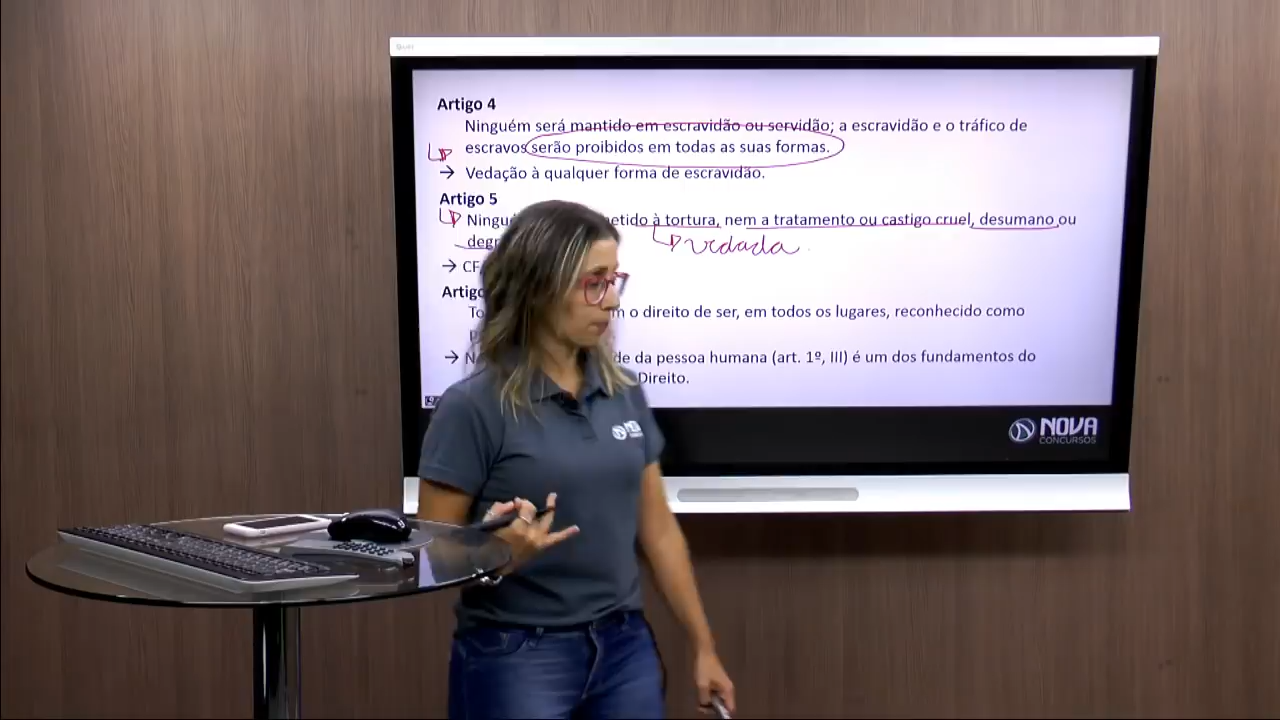 Artigo 4
Ninguém será mantido em escravidão ou servidão; a escravidão e o tráfico de
escravos serão proibidos em todas as suas formas.
→ Vedação à qualquer forma de escravidão.
Artigo 5
à tortura, nem a tratamento ou castigo cruel, desumano ou
vedada
→ CF
o direito de ser, em todos os lugares, reconhecido como
→ da pessoa humana (art. 1º, III) é um dos fundamentos do
Direito.
NOVA
CONCURSOS